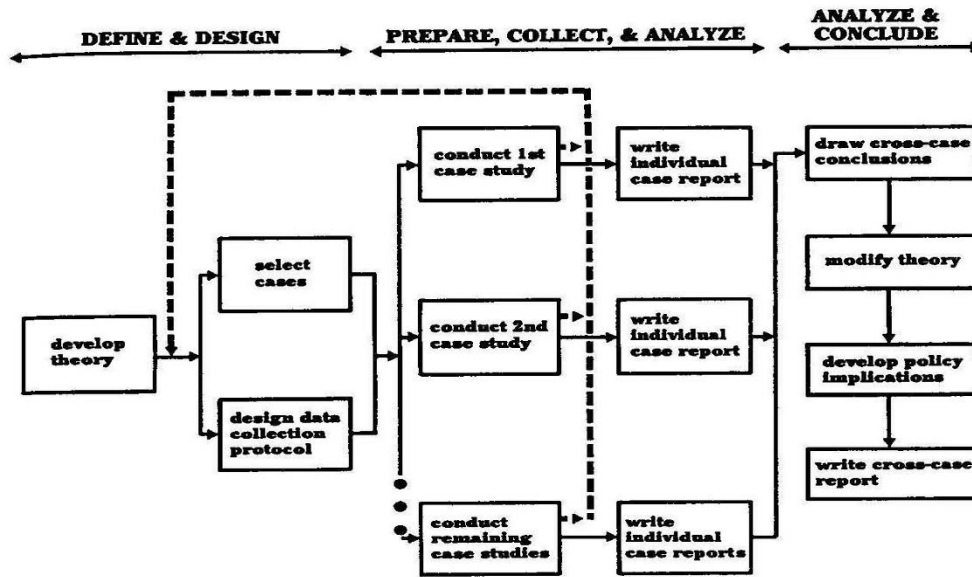 DEFINE & DESIGN
PREPARE, COLLECT, & ANALYZE
ANALYZE &
CONCLUDE
develop
theory
select
cases
design data
collection
protocol
conduct 1st
case study
conduct 2nd
case study
conduct
remaining
case studies
write
individual
case report
write
individual
case report
write
individual
case reports
draw cross-case
conclusions
modify theory
develop policy
implications
write cross-case
report